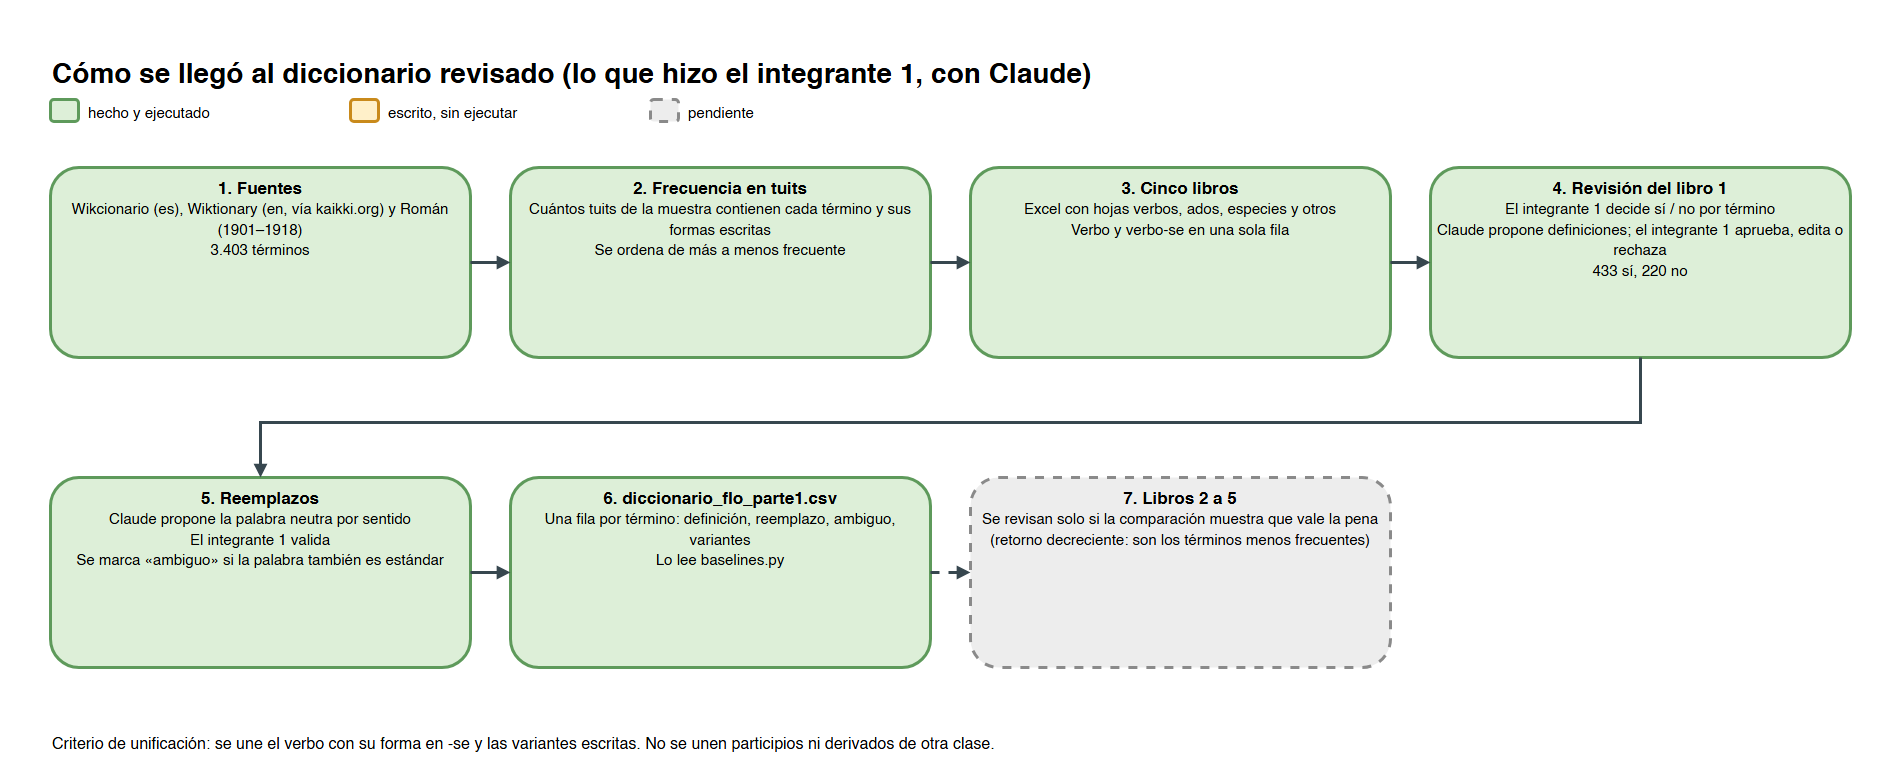 Cómo se llegó al diccionario revisado (lo que hizo el integrante 1, con Claude)
hecho y ejecutado
escrito, sin ejecutar
pendiente
1. Fuentes
Wikcionario (es), Wiktionary (en, vía kaikki.org) y Román
(1901–1918)
3.403 términos
2. Frecuencia en tuits
Cuántos tuits de la muestra contienen cada término y sus
formas escritas
Se ordena de más a menos frecuente
3. Cinco libros
Excel con hojas verbos, ados, especies y otros
Verbo y verbo-se en una sola fila
4. Revisión del libro 1
El integrante 1 decide sí / no por término
Claude propone definiciones; el integrante 1 aprueba, edita o
rechaza
433 sí, 220 no
5. Reemplazos
Claude propone la palabra neutra por sentido
El integrante 1 valida
Se marca «ambiguo» si la palabra también es estándar
6. diccionario_flo_parte1.csv
Una fila por término: definición, reemplazo, ambiguo,
variantes
Lo lee baselines.py
7. Libros 2 a 5
Se revisan solo si la comparación muestra que vale la pena
(retorno decreciente: son los términos menos frecuentes)
Criterio de unificación: se une el verbo con su forma en -se y las variantes escritas. No se unen participios ni derivados de otra clase.